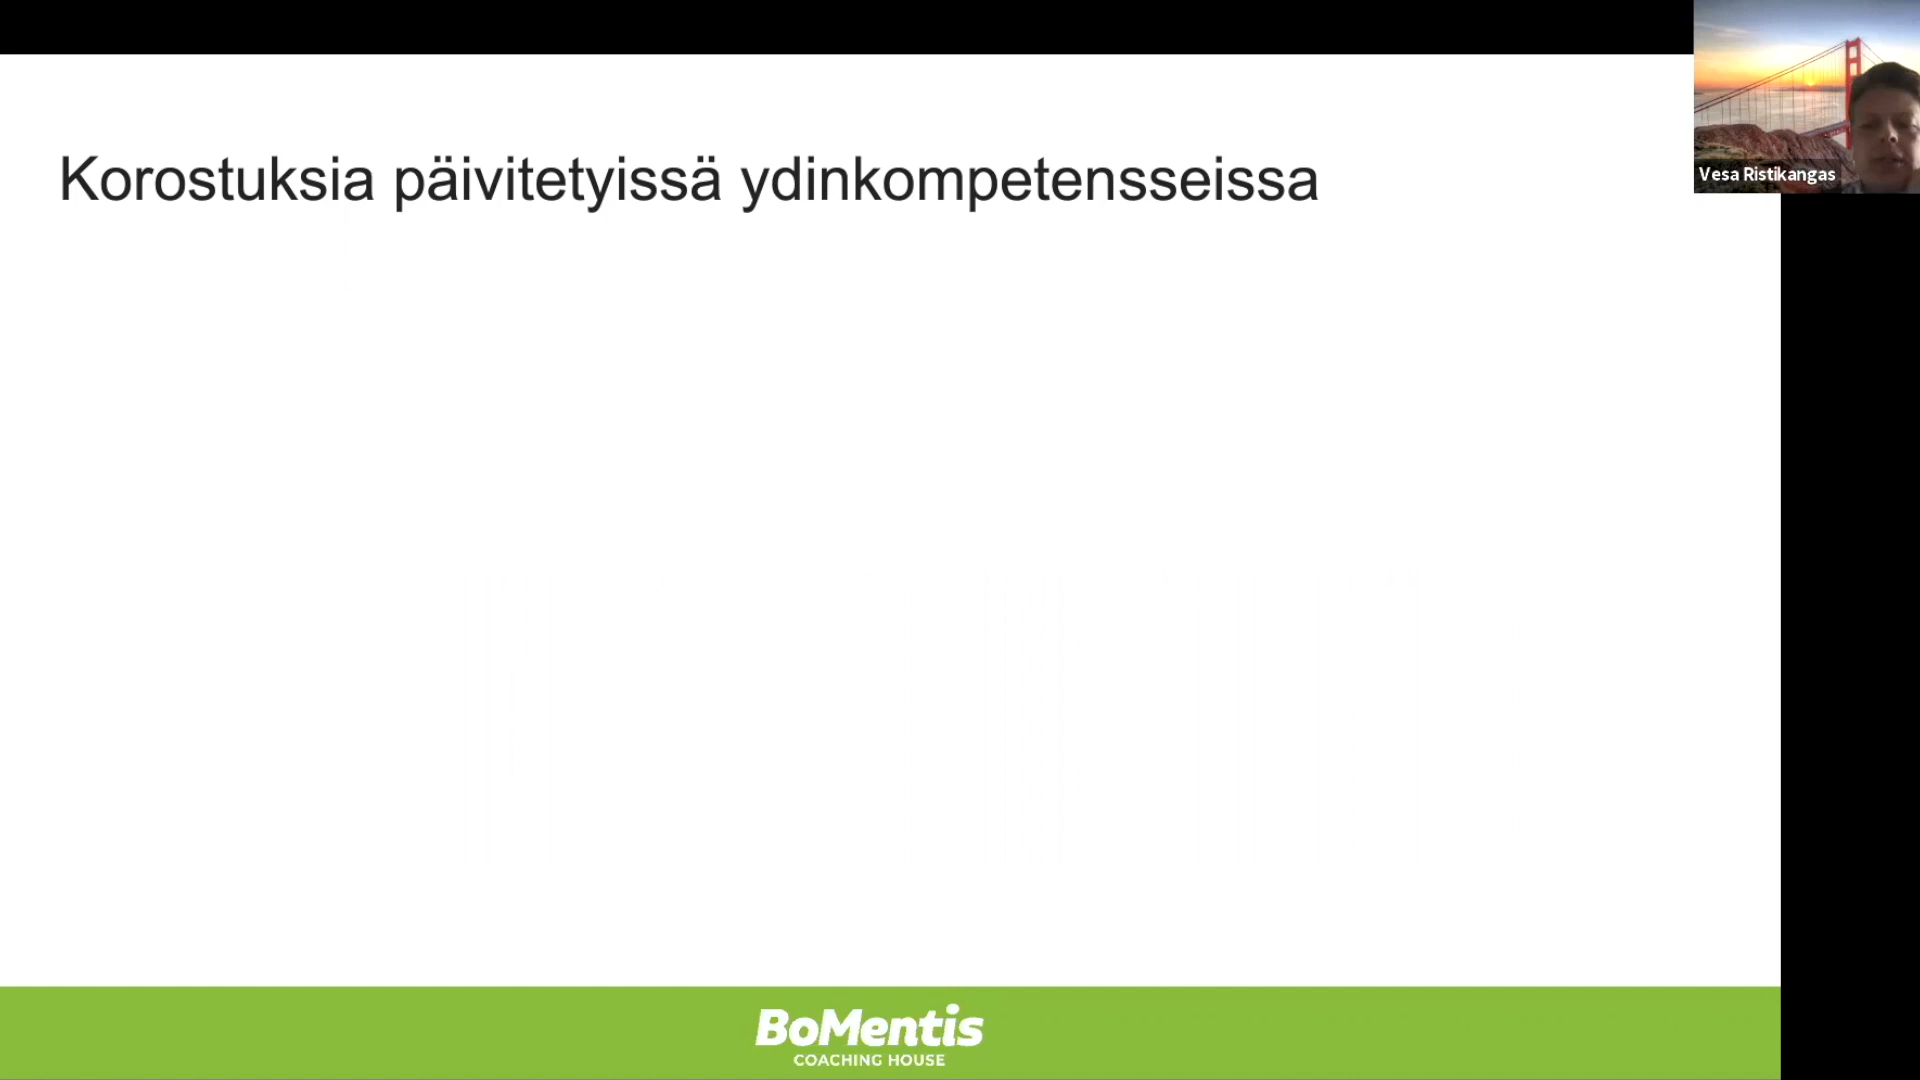 Korostuksia päivitetyissä ydinkompetensseissa
Vesa Ristikangas
BoMentis
COACHING HOUSE